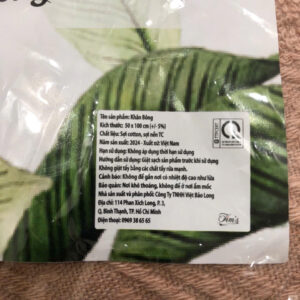 Tên sản phẩm: Khăn Bông
Kích thước: 50 x 100 cm (+/- 5%)
Chất liệu: Sợi cotton, sợi nền TC
Năm sản xuất: 2024 - Xuất xứ: Việt Nam
Hạn sử dụng: Không áp dụng thời hạn sử dụng
Hướng dẫn sử dụng: Giặt sạch sản phẩm trước khi sử dụng
Không giặt tẩy bằng các chất tẩy rửa mạnh.
Cảnh báo: Không để gần nơi có nhiệt độ cao như lửa
Bảo quản: Nơi khô thoáng, không để ở nơi ẩm mốc
Nhà sản xuất và phân phối: Công Ty TNHH Việt Bảo Long
Địa chỉ: 114 Phan Xích Long, P. 3,
Q. Bình Thạnh, TP. Hồ Chí Minh
Điện thoại: 0909 38 65 65